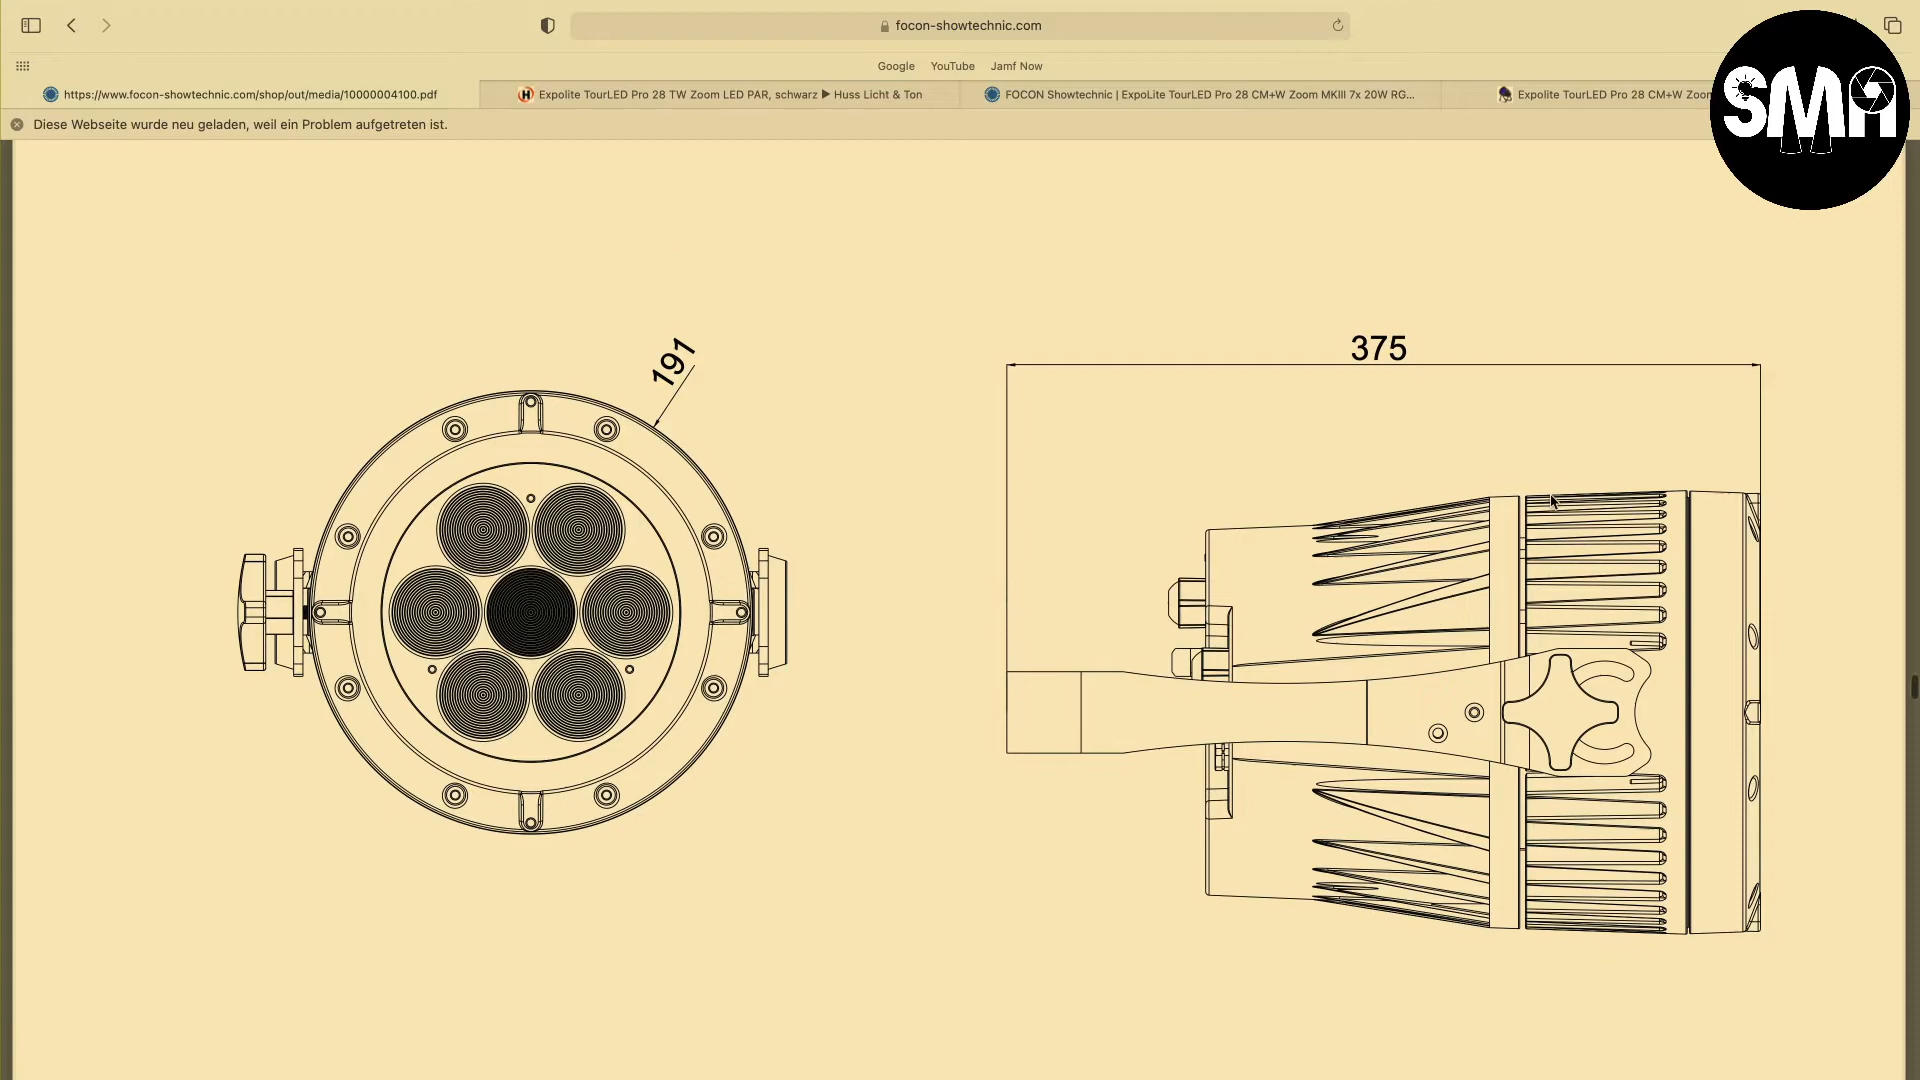 focon-showtechnic.com
Google YouTube Jamf Now
https://www.focon-showtechnic.com/shop/out/media/10000004100.pdf
Expolite TourLED Pro 28 TW Zoom LED PAR, schwarz ▶ Huss Licht & Ton
FOCON Showtechnic | ExpoLite TourLED Pro 28 CM+W Zoom MKIII 7x 20W RG...
Expolite TourLED Pro 28 CM+W Zoom
SMH
Diese Webseite wurde neu geladen, weil ein Problem aufgetreten ist.
191
375